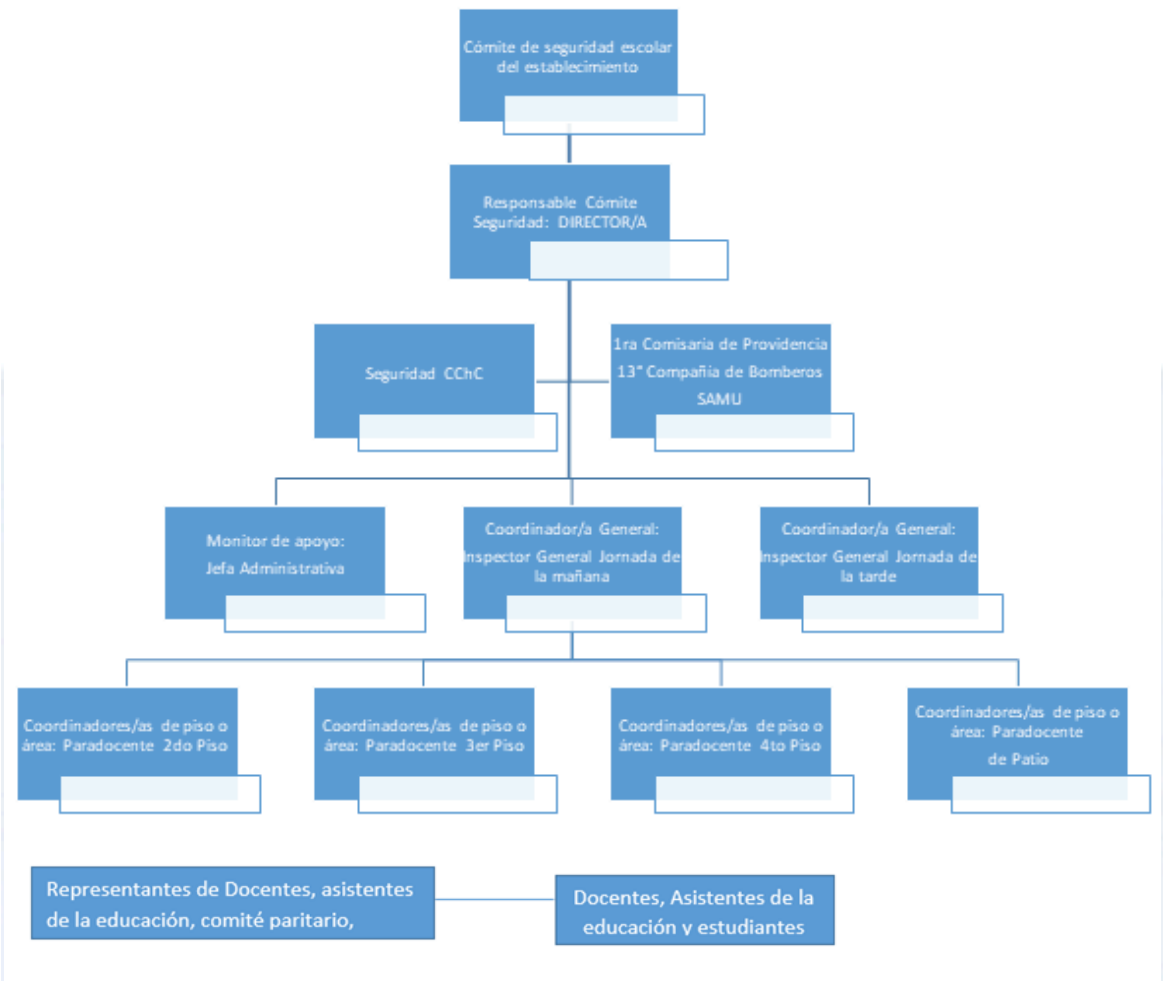 Cómite de seguridad escolar
del establecimiento
Responsable Cómite
Seguridad: DIRECTOR/A
Seguridad CChC
1ra Comisaria de Providencia
13° Compañía de Bomberos
SAMU
Monitor de apoyo:
Jefa Administrativa
Coordinador/a General:
Inspector General Jornada de
la mañana
Coordinador/a General:
Inspector General Jornada de
la tarde
Coordinadores/as de piso o
área: Paradocente 2do Piso
Coordinadores/as de piso o
área: Paradocente 3er Piso
Coordinadores/as de piso o
área: Paradocente 4to Piso
Coordinadores/as de piso o
área: Paradocente
de Patio
Representantes de Docentes, asistentes
de la educación, comité paritario,
Docentes, Asistentes de la
educación y estudiantes